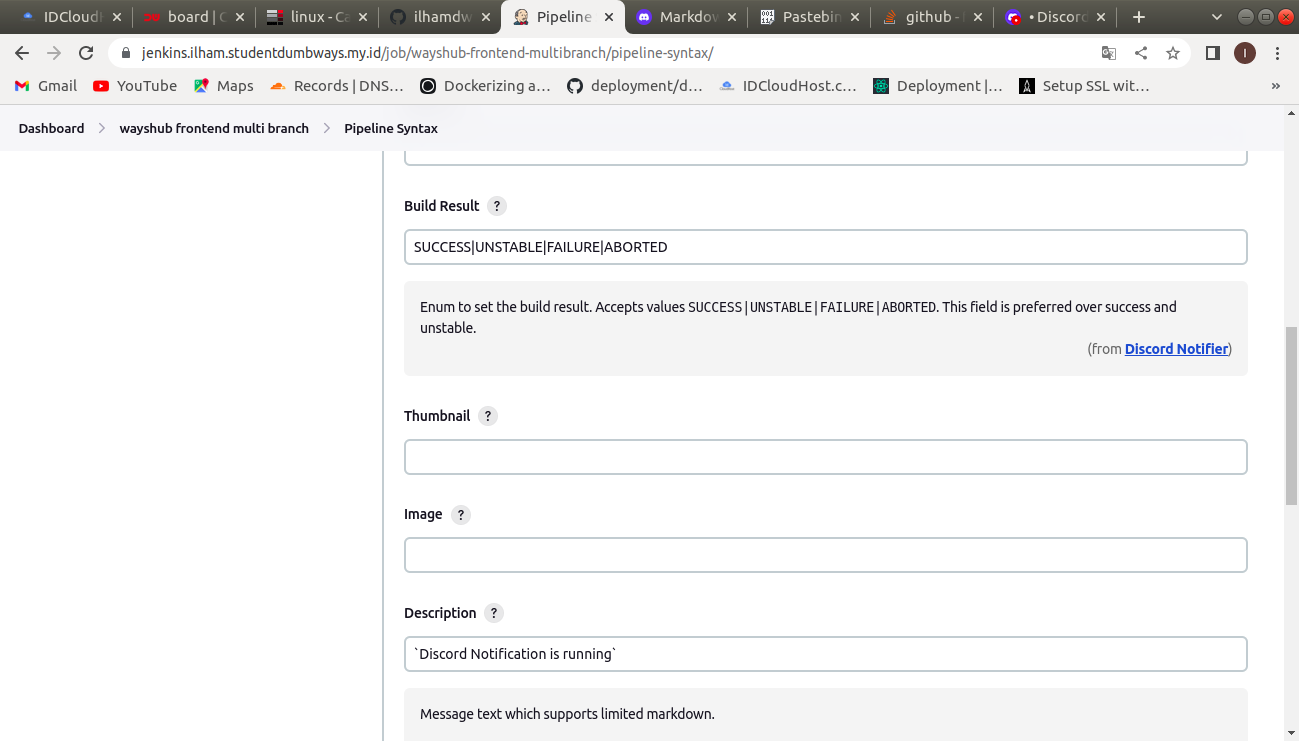 IDCloudH
board | C
linux - Ca
ilhamdw
Pipeline
Markdow
Pastebin
github -
• Discord
jenkins.ilham.studentdumbways.my.id/job/wayshub-frontend-multibranch/pipeline-syntax/
I
Gmail
YouTube
Maps
Records | DNS...
Dockerizing a...
deployment/d...
IDCloudHost.c...
Deployment |...
Setup SSL wit...
»
Dashboard
wayshub frontend multi branch
Pipeline Syntax
Build Result ?
SUCCESS|UNSTABLE|FAILURE|ABORTED
Enum to set the build result. Accepts values SUCCESS|UNSTABLE|FAILURE|ABORTED. This field is preferred over success and
unstable.
(from Discord Notifier)
Thumbnail ?
Image ?
Description ?
`Discord Notification is running`
Message text which supports limited markdown.